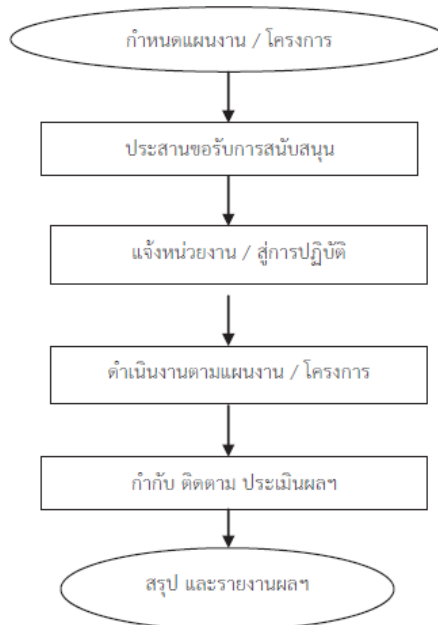 กำหนดแผนงาน / โครงการ
ประสานขอรับการสนับสนุน
แจ้งหน่วยงาน / สู่การปฏิบัติ
ดำเนินงานตามแผนงาน / โครงการ
กำกับ ติดตาม ประเมินผลฯ
สรุป และรายงานผลฯ